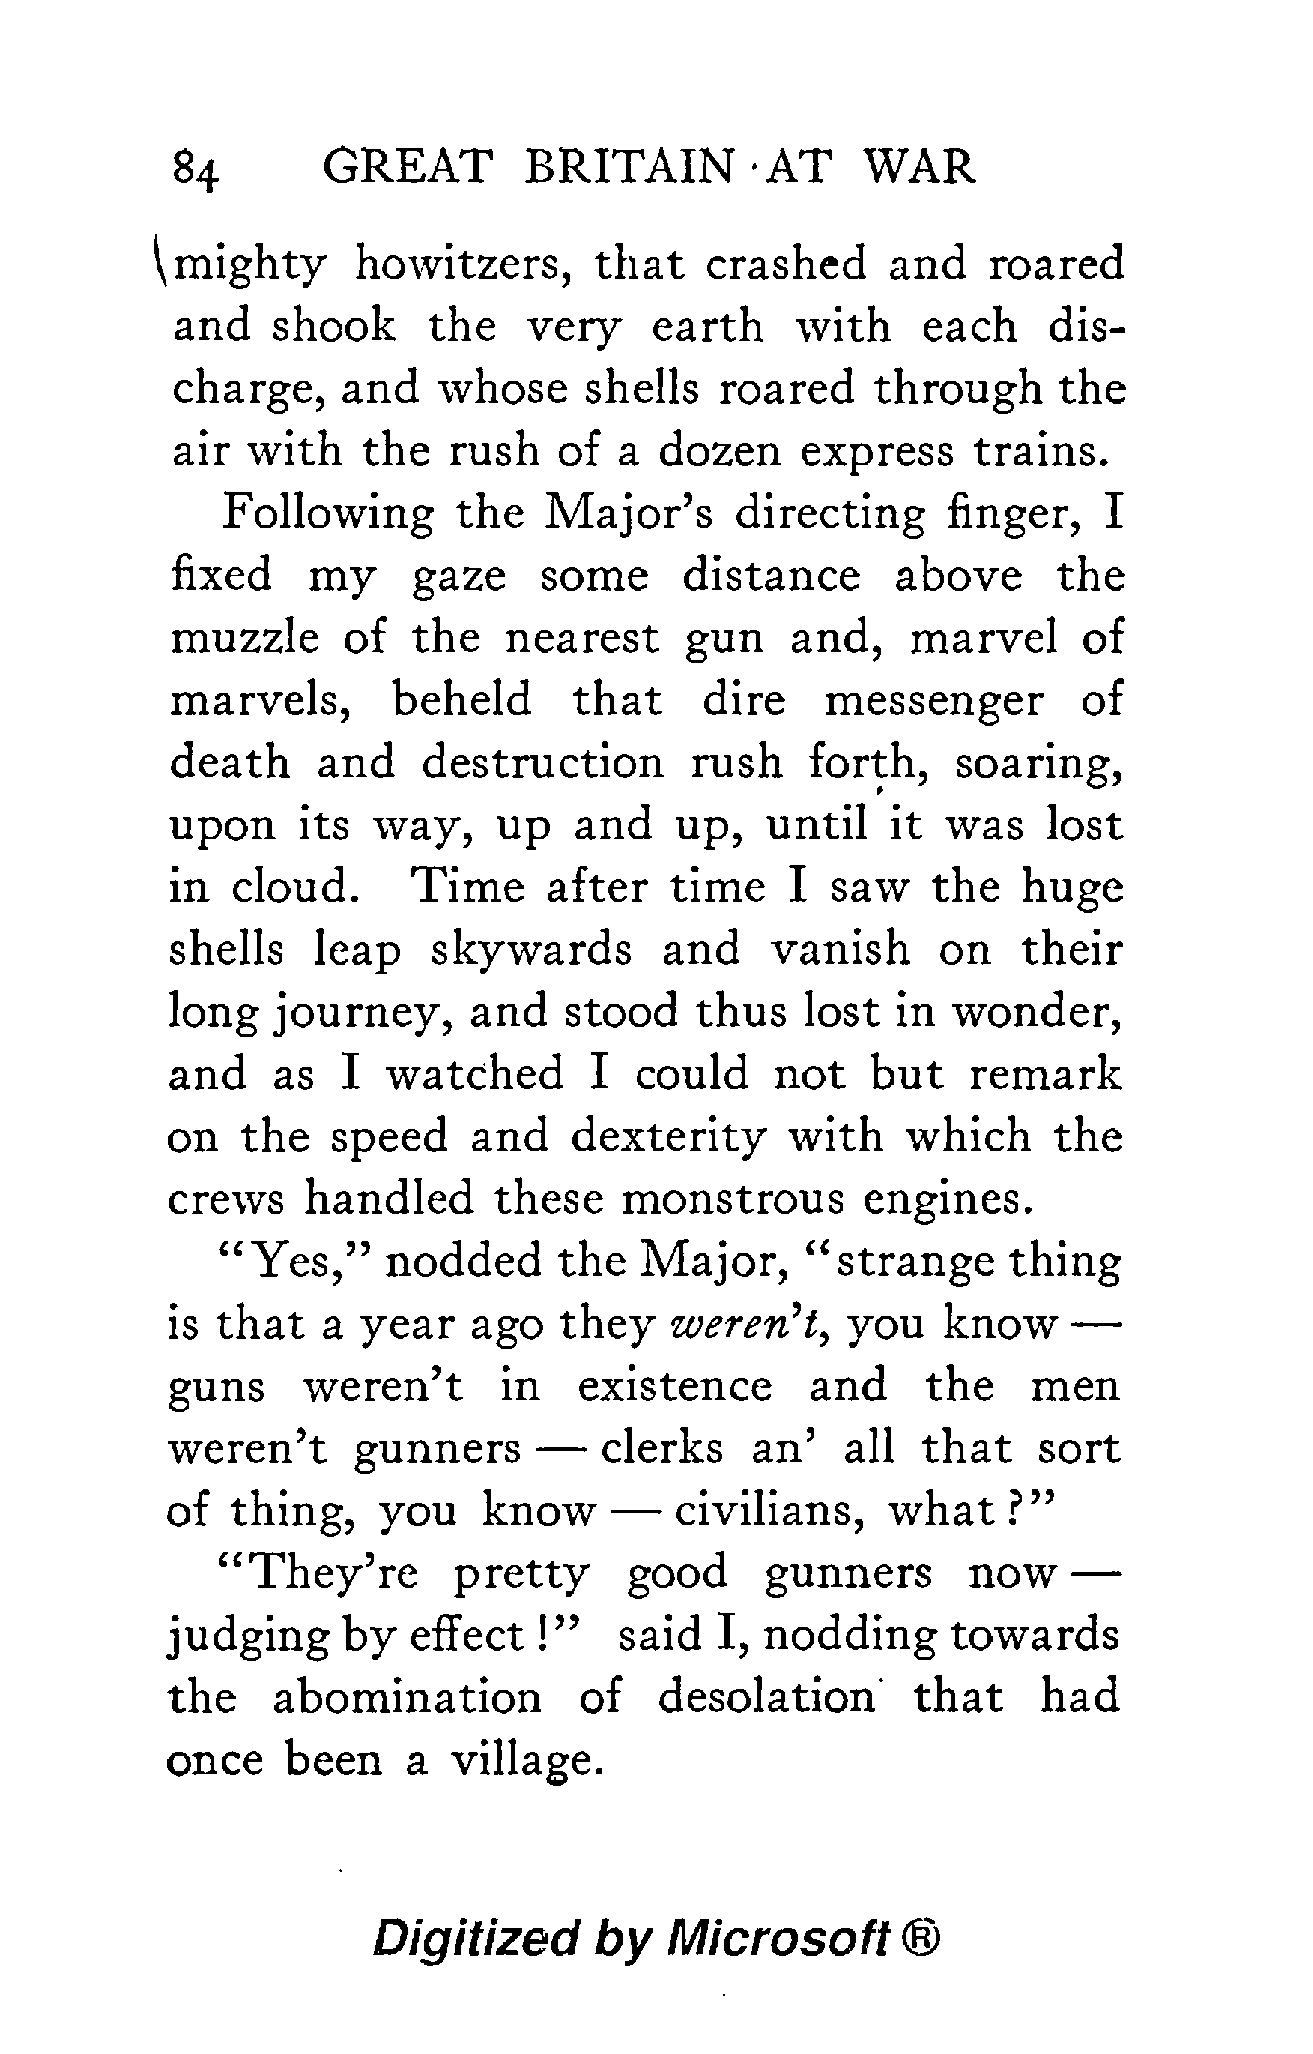 84 GREAT BRITAIN AT WAR
mighty howitzers, that crashed and roared
and shook the very earth with each dis-
charge, and whose shells roared through the
air with the rush of a dozen express trains.
Following the Major's directing finger, I
fixed my gaze some distance above the
muzzle of the nearest gun and, marvel of
marvels, beheld that dire messenger of
death and destruction rush forth, soaring,
upon its way, up and up, until it was lost
in cloud. Time after time I saw the huge
shells leap skywards and vanish on their
long journey, and stood thus lost in wonder,
and as I watched I could not but remark
on the speed and dexterity with which the
crews handled these monstrous engines.
"Yes," nodded the Major, "strange thing
is that a year ago they weren't, you know —
guns weren't in existence and the men
weren't gunners — clerks an' all that sort
of thing, you know — civilians, what?"
"They're pretty good gunners now —
judging by effect!" said I, nodding towards
the abomination of desolation that had
once been a village.
Digitized by Microsoft ®